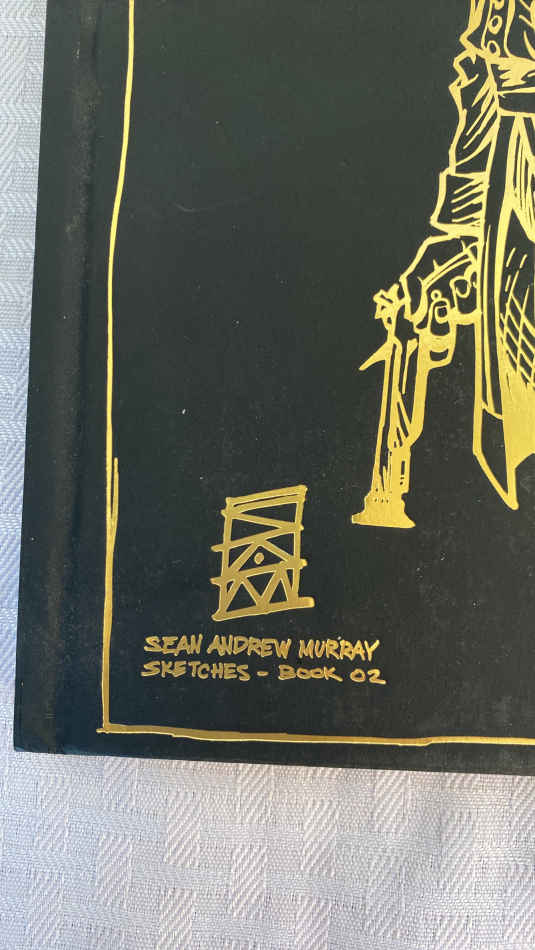 SEAN ANDREW MURRAY
SKETCHES - BOOK 02